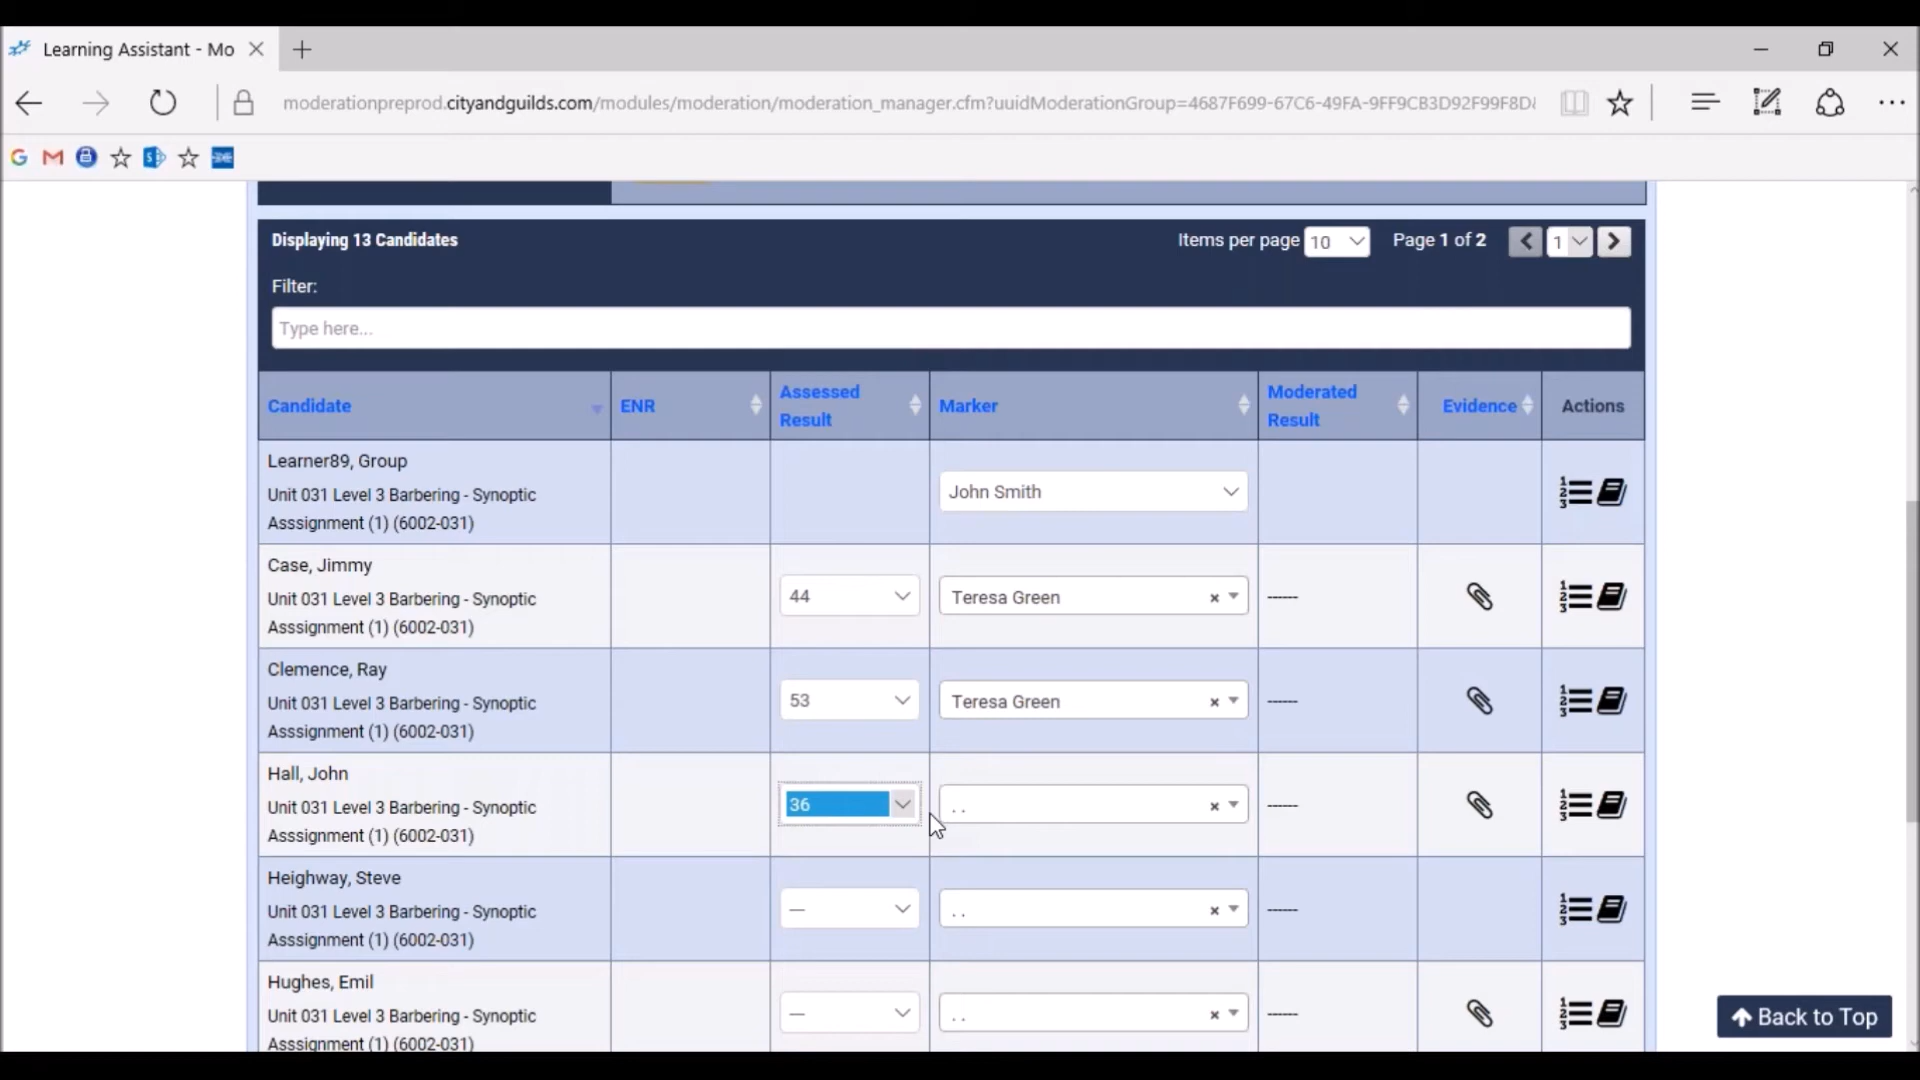 Learning Assistant - Mo
moderationpreprod.cityandguilds.com/modules/moderation/moderation_manager.cfm?uuidModerationGroup=4687F699-67C6-49FA-9FF9CB3D92F99F8D
Displaying 13 Candidates
Items per page 10 Page 1 of 2 1
Filter:
Type here...
Candidate ENR Assessed Result Marker Moderated Result Evidence Actions
Learner89, Group
Unit 031 Level 3 Barbering - Synoptic
Asssignment (1) (6002-031)
John Smith
Case, Jimmy
Unit 031 Level 3 Barbering - Synoptic
Asssignment (1) (6002-031)
44 Teresa Green × ------
Clemence, Ray
Unit 031 Level 3 Barbering - Synoptic
Asssignment (1) (6002-031)
53 Teresa Green × ------
Hall, John
Unit 031 Level 3 Barbering - Synoptic
Asssignment (1) (6002-031)
36 . . × ------
Heighway, Steve
Unit 031 Level 3 Barbering - Synoptic
Asssignment (1) (6002-031)
— . . × ------
Hughes, Emil
Unit 031 Level 3 Barbering - Synoptic
Asssignment (1) (6002-031)
— . . × ------
Back to Top